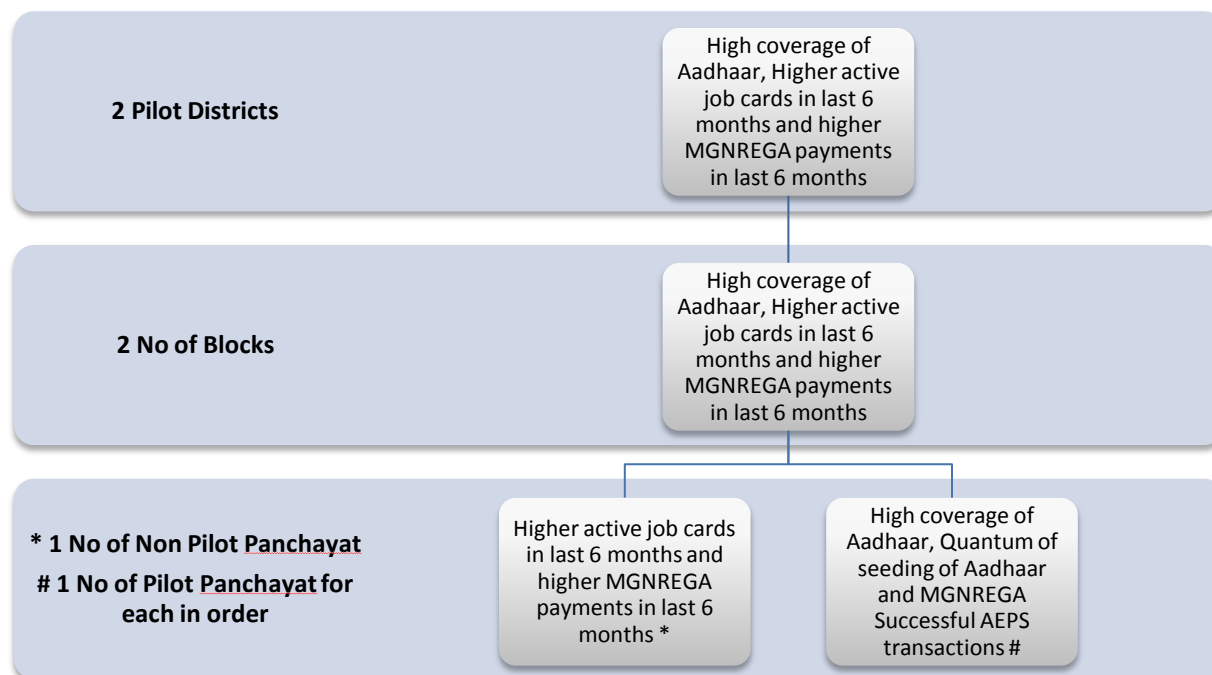 2 Pilot Districts
High coverage of
Aadhaar, Higher active
job cards in last 6
months and higher
MGNREGA payments
in last 6 months
2 No of Blocks
High coverage of
Aadhaar, Higher active
job cards in last 6
months and higher
MGNREGA payments
in last 6 months
* 1 No of Non Pilot Panchayat
# 1 No of Pilot Panchayat for
each in order
Higher active job cards
in last 6 months and
higher MGNREGA
payments in last 6
months *
High coverage of
Aadhaar, Quantum of
seeding of Aadhaar
and MGNREGA
Successful AEPS
transactions #